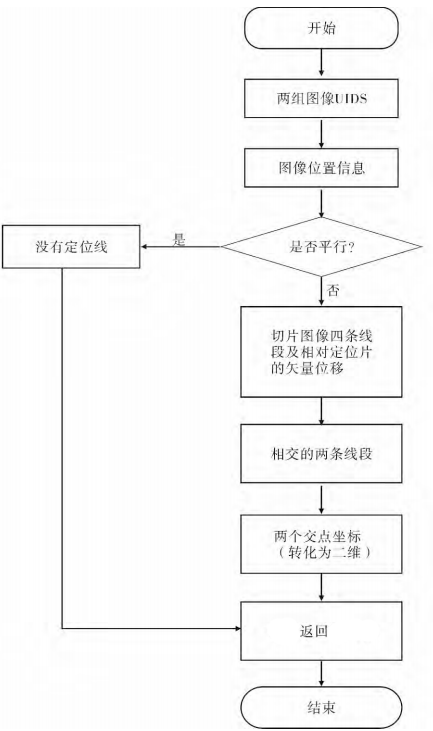 开始
两组图像UIDS
图像位置信息
是否平行?
是
没有定位线
否
切片图像四条线
段及相对定位片
的矢量位移
相交的两条线段
两个交点坐标
（转化为二维）
返回
结束